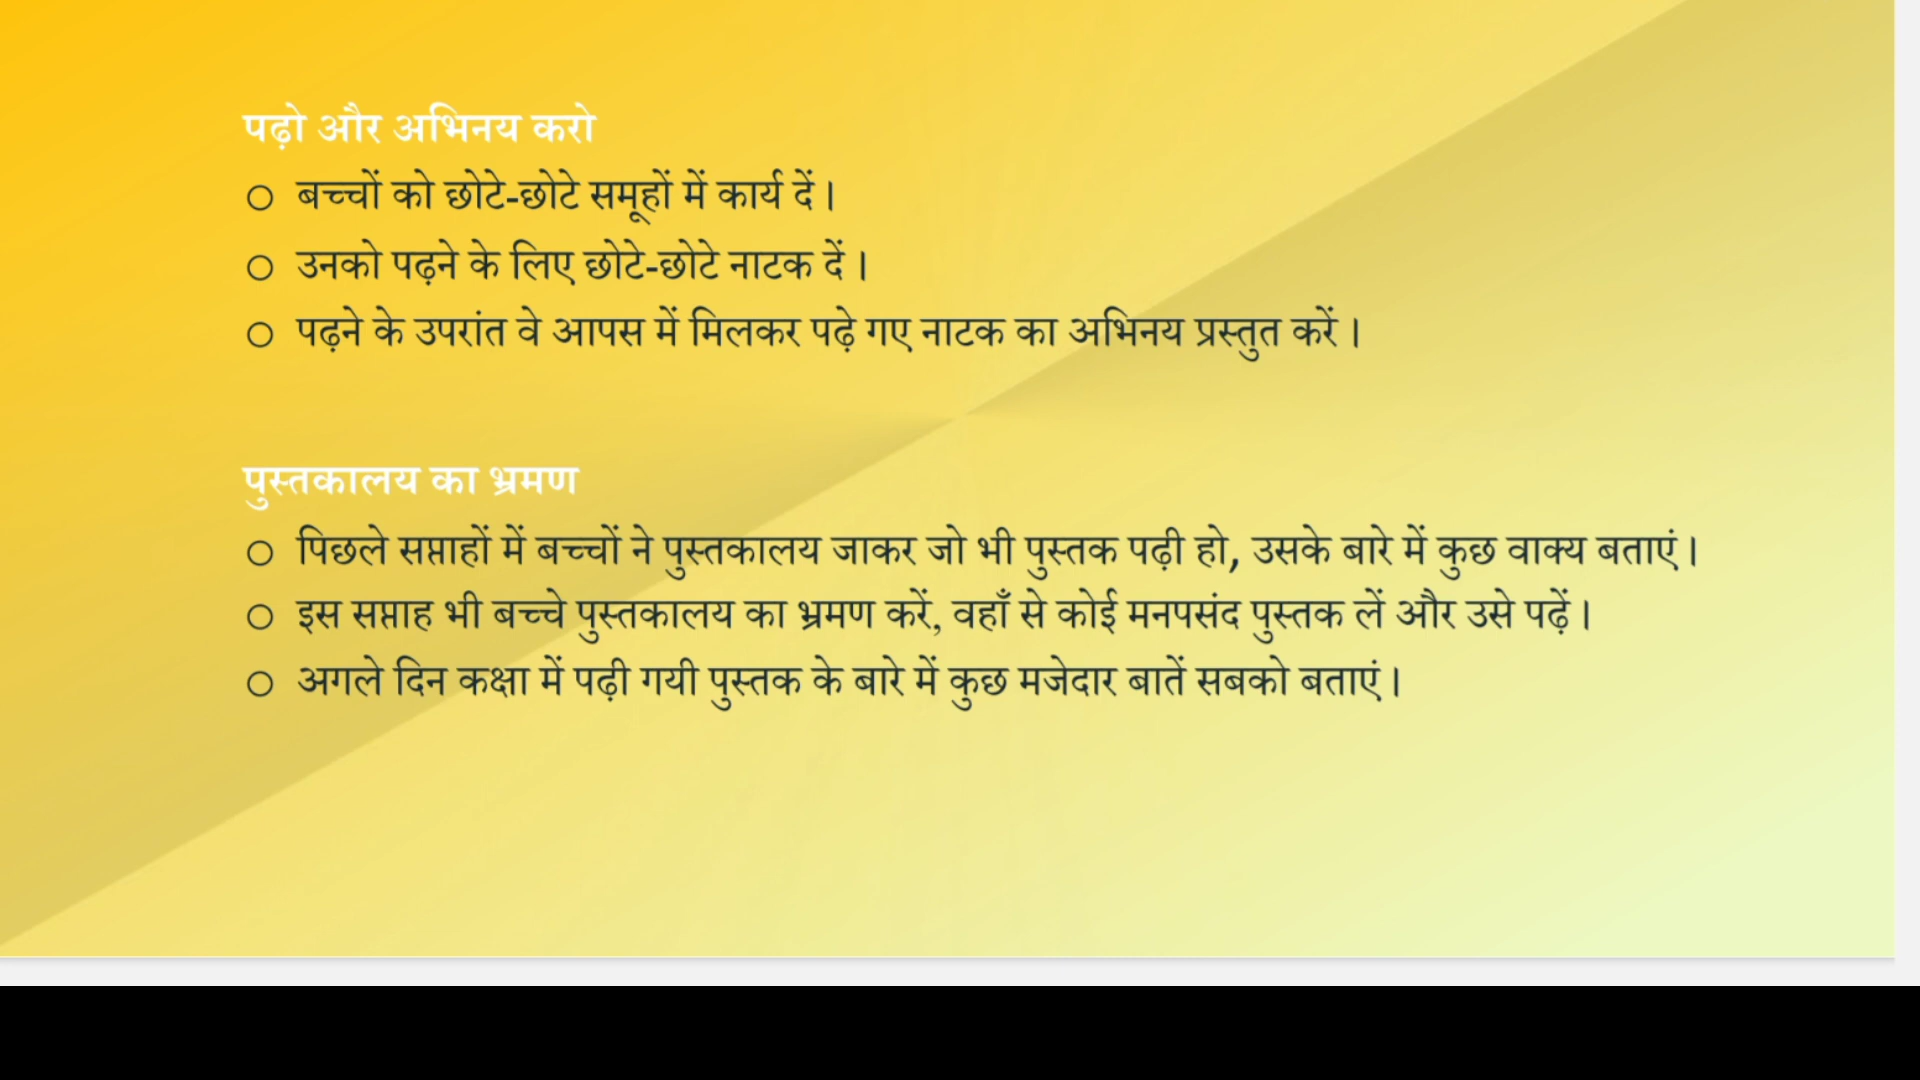 पढ़ो और अभिनय करो
○ बच्चों को छोटे-छोटे समूहों में कार्य दें।
○ उनको पढ़ने के लिए छोटे-छोटे नाटक दें।
○ पढ़ने के उपरांत वे आपस में मिलकर पढ़े गए नाटक का अभिनय प्रस्तुत करें।
पुस्तकालय का भ्रमण
○ पिछले सप्ताहों में बच्चों ने पुस्तकालय जाकर जो भी पुस्तक पढ़ी हो, उसके बारे में कुछ वाक्य बताएं।
○ इस सप्ताह भी बच्चे पुस्तकालय का भ्रमण करें, वहाँ से कोई मनपसंद पुस्तक लें और उसे पढ़ें।
○ अगले दिन कक्षा में पढ़ी गयी पुस्तक के बारे में कुछ मजेदार बातें सबको बताएं।